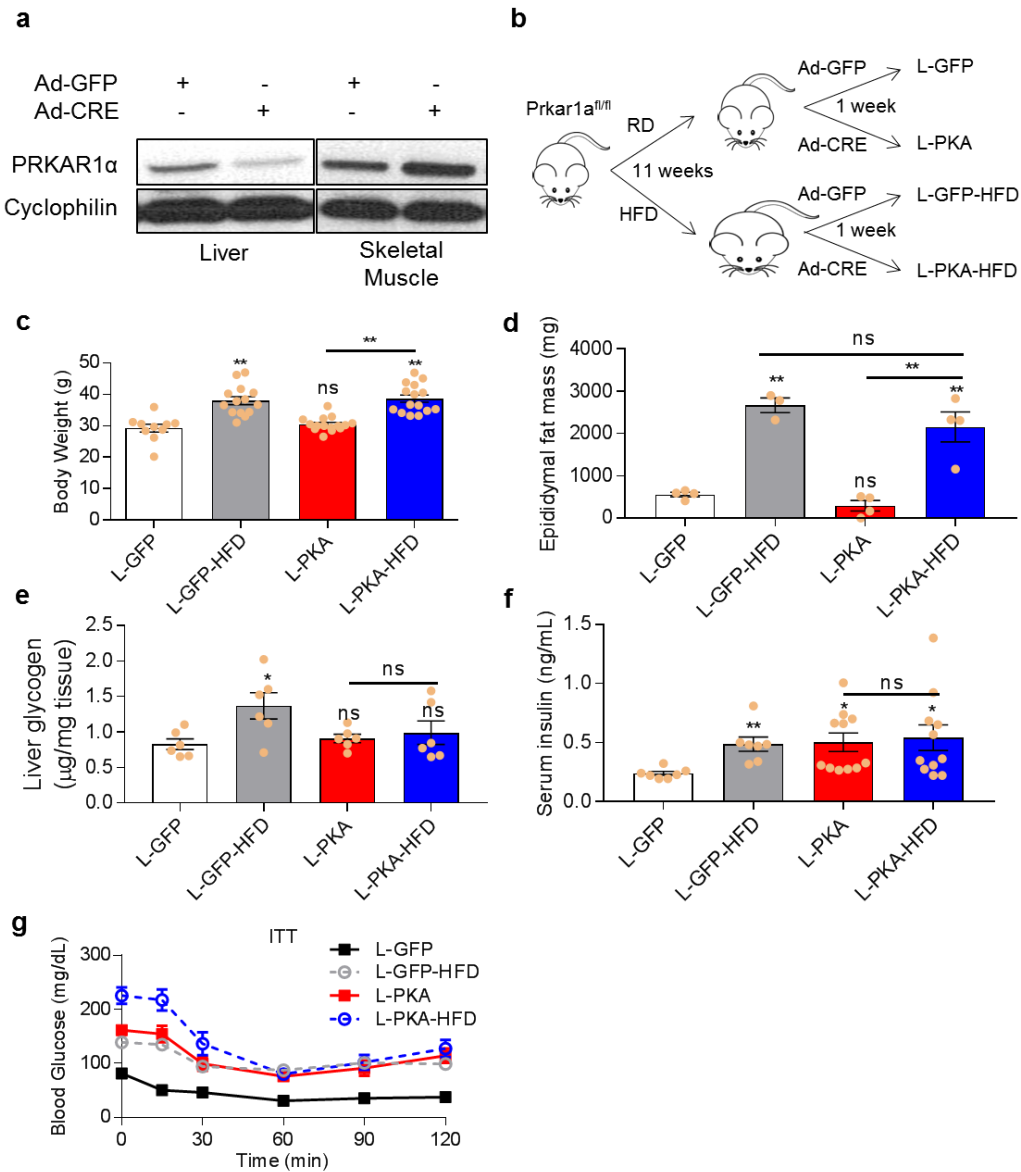 a
Ad-GFP + - + -
Ad-CRE - + - +
PRKAR1α
Cyclophilin
Liver
Skeletal
Muscle
b
Prkar1afl/fl
RD
11 weeks
HFD
Ad-GFP
1 week
Ad-CRE
L-GFP
L-PKA
Ad-GFP
1 week
Ad-CRE
L-GFP-HFD
L-PKA-HFD
c
Body Weight (g)
50
40
30
20
10
0
**
ns
**
**
L-GFP
L-GFP-HFD
L-PKA
L-PKA-HFD
d
Epididymal fat mass (mg)
4000
3000
2000
1000
0
ns
**
**
ns
**
L-GFP
L-GFP-HFD
L-PKA
L-PKA-HFD
e
Liver glycogen
(µg/mg tissue)
2.5
2.0
1.5
1.0
0.5
0.0
*
ns
ns
ns
L-GFP
L-GFP-HFD
L-PKA
L-PKA-HFD
f
Serum insulin (ng/mL)
1.5
1.0
0.5
0.0
**
*
ns
*
L-GFP
L-GFP-HFD
L-PKA
L-PKA-HFD
g
ITT
L-GFP
L-GFP-HFD
L-PKA
L-PKA-HFD
Blood Glucose (mg/dL)
300
200
100
0
0 30 60 90 120
Time (min)